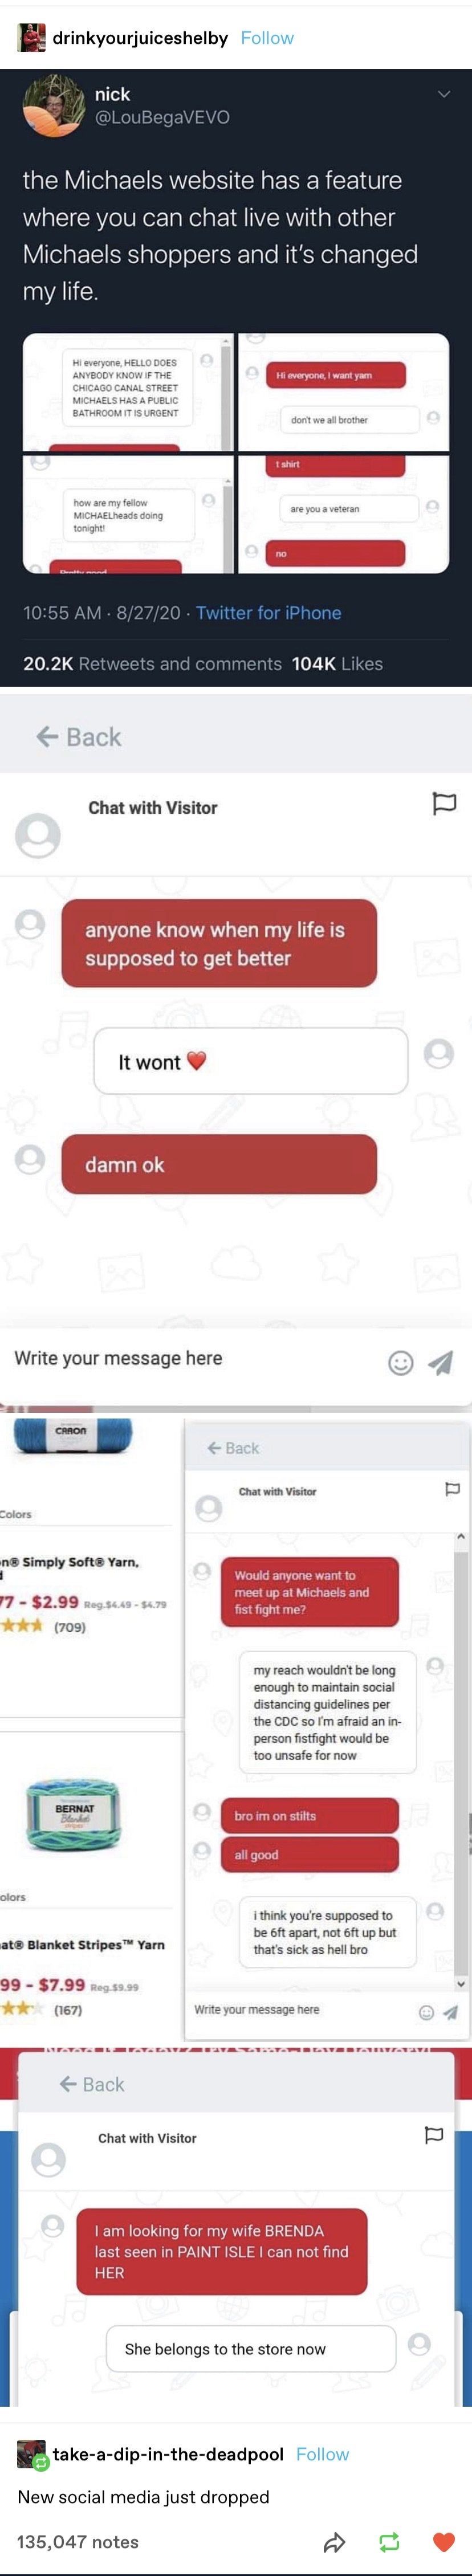 drinkyourjuiceshelby Follow
nick
@LouBegaVEVO
the Michaels website has a feature
where you can chat live with other
Michaels shoppers and it's changed
my life.
Hi everyone, HELLO DOES
ANYBODY KNOW IF THE
CHICAGO CANAL STREET
MICHAELS HAS A PUBLIC
BATHROOM IT IS URGENT
Hi everyone, I want yarn
don't we all brother
how are my fellow
MICHAELheads doing
tonight!
Pretty good
t shirt
are you a veteran
no
10:55 AM · 8/27/20 · Twitter for iPhone
20.2K Retweets and comments 104K Likes
← Back
Chat with Visitor
anyone know when my life is
supposed to get better
It wont ❤️
damn ok
Write your message here
CARON
Colors
n® Simply Soft® Yarn,
77 - $2.99 Reg.$4.49 - $4.79
(709)
BERNAT
Blanket
stripes
olors
at® Blanket Stripes™ Yarn
99 - $7.99 Reg.$9.99
(167)
← Back
Chat with Visitor
Would anyone want to
meet up at Michaels and
fist fight me?
my reach wouldn't be long
enough to maintain social
distancing guidelines per
the CDC so I'm afraid an in-
person fistfight would be
too unsafe for now
bro im on stilts
all good
i think you're supposed to
be 6ft apart, not 6ft up but
that's sick as hell bro
Write your message here
Need it Today? Try Same-Day Delivery!
← Back
Chat with Visitor
I am looking for my wife BRENDA
last seen in PAINT ISLE I can not find
HER
She belongs to the store now
take-a-dip-in-the-deadpool Follow
New social media just dropped
135,047 notes